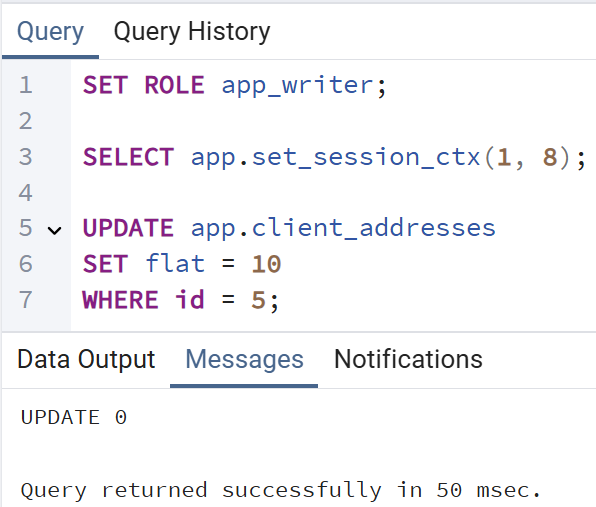 Query Query History
1 SET ROLE app_writer;
2
3 SELECT app.set_session_ctx(1, 8);
4
5 UPDATE app.client_addresses
6 SET flat = 10
7 WHERE id = 5;
Data Output Messages Notifications
UPDATE 0
Query returned successfully in 50 msec.